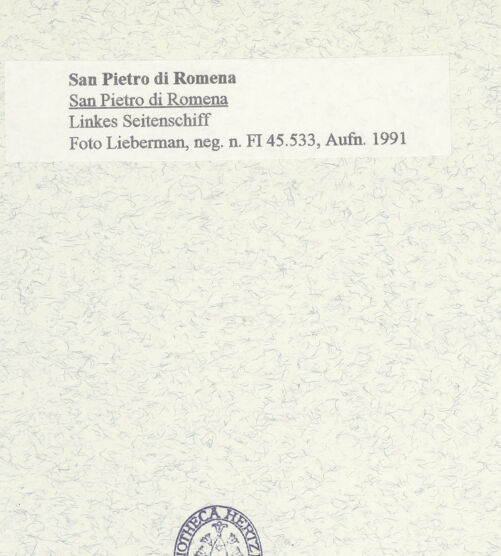 San Pietro di Romena
San Pietro di Romena
Linkes Seitenschiff
Foto Lieberman, neg. n. FI 45.533, Aufn. 1991